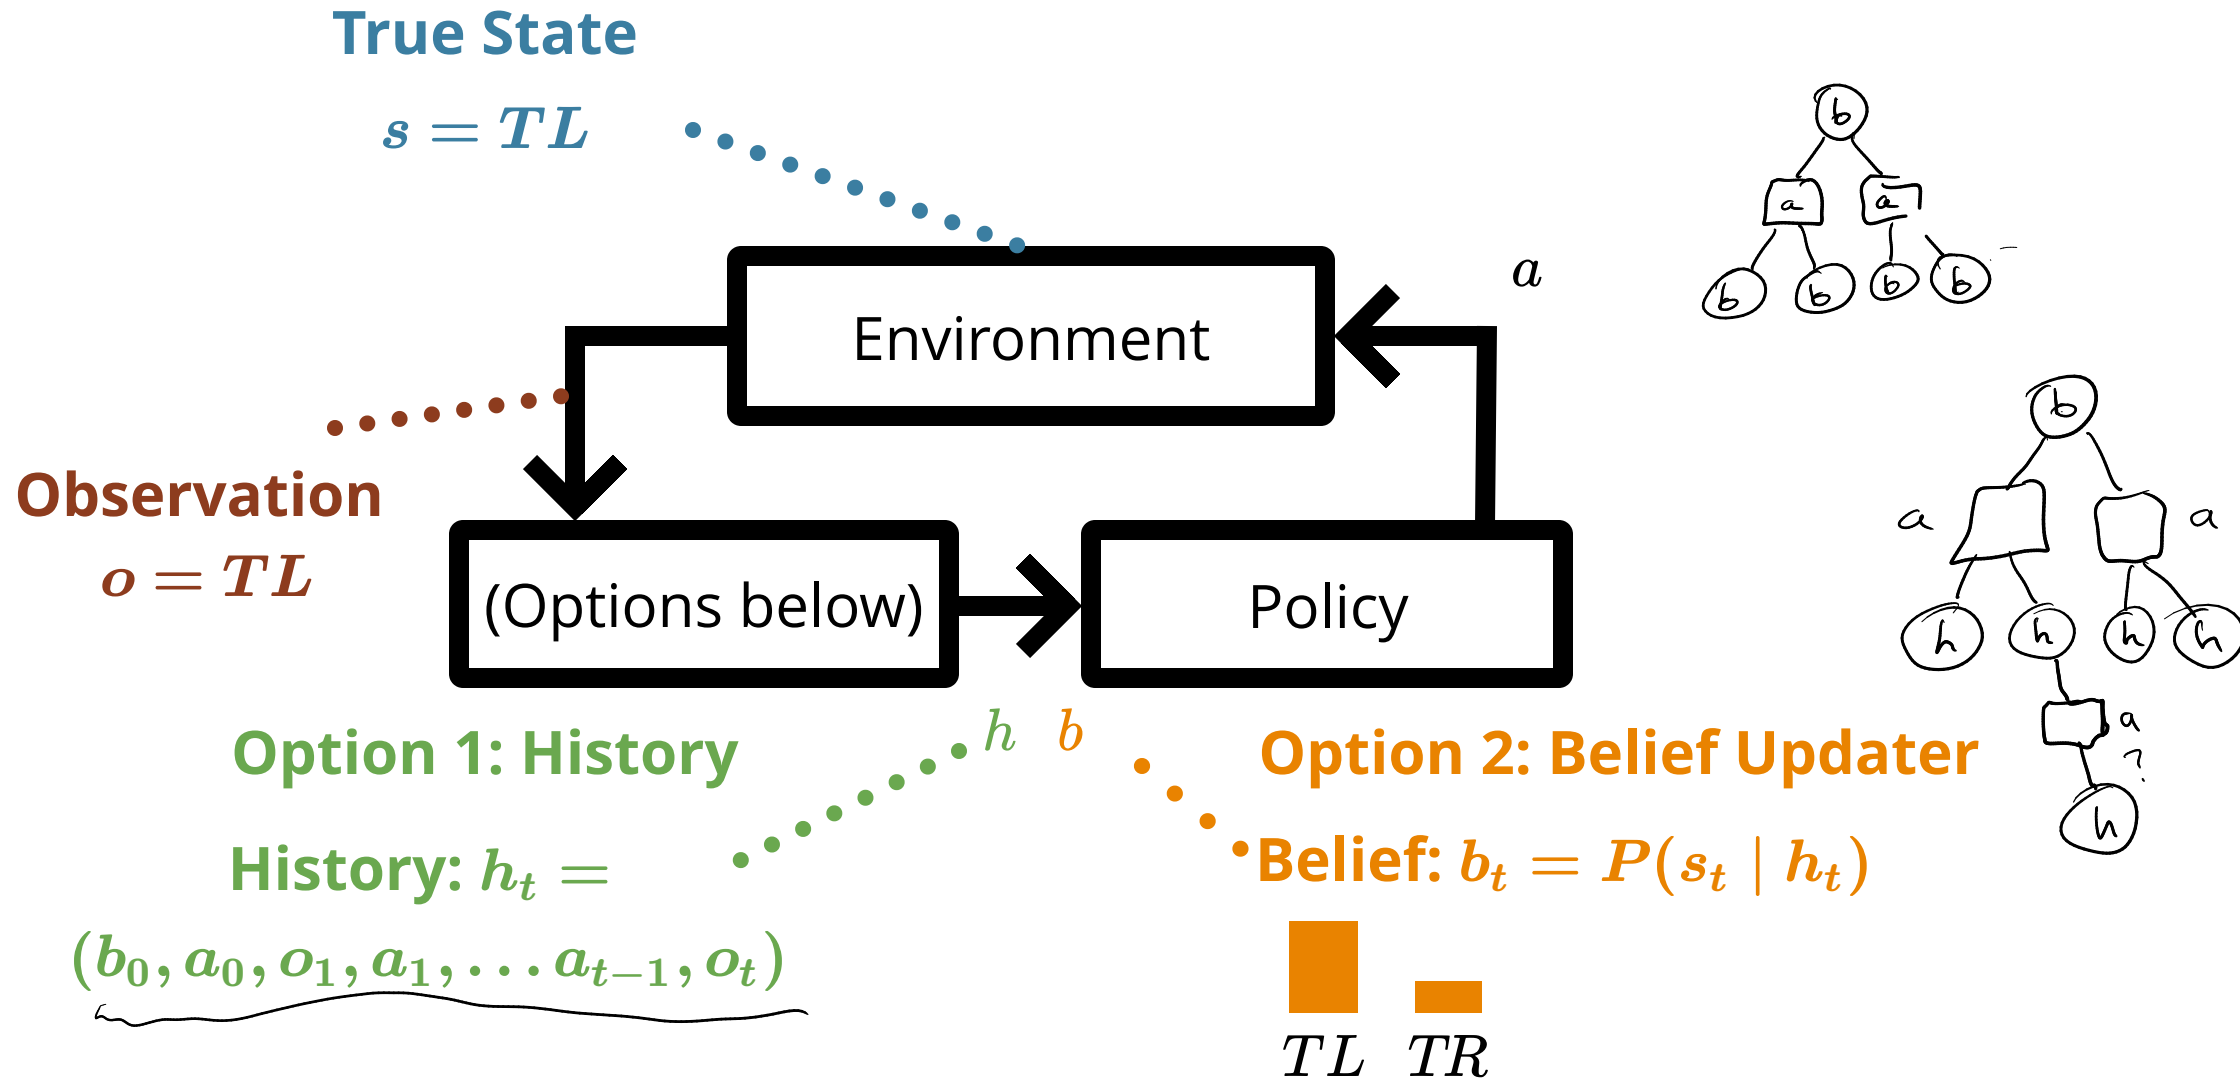 True State
s = TL
a
Environment
Observation
o = TL
(Options below)
Policy
h b
Option 1: History
Option 2: Belief Updater
History: h_t =
(b_0, a_0, o_1, a_1, ... a_{t-1}, o_t)
Belief: b_t = P(s_t | h_t)
TL TR
b
a a
b b b b
b
a a
h h h h
a
?
h